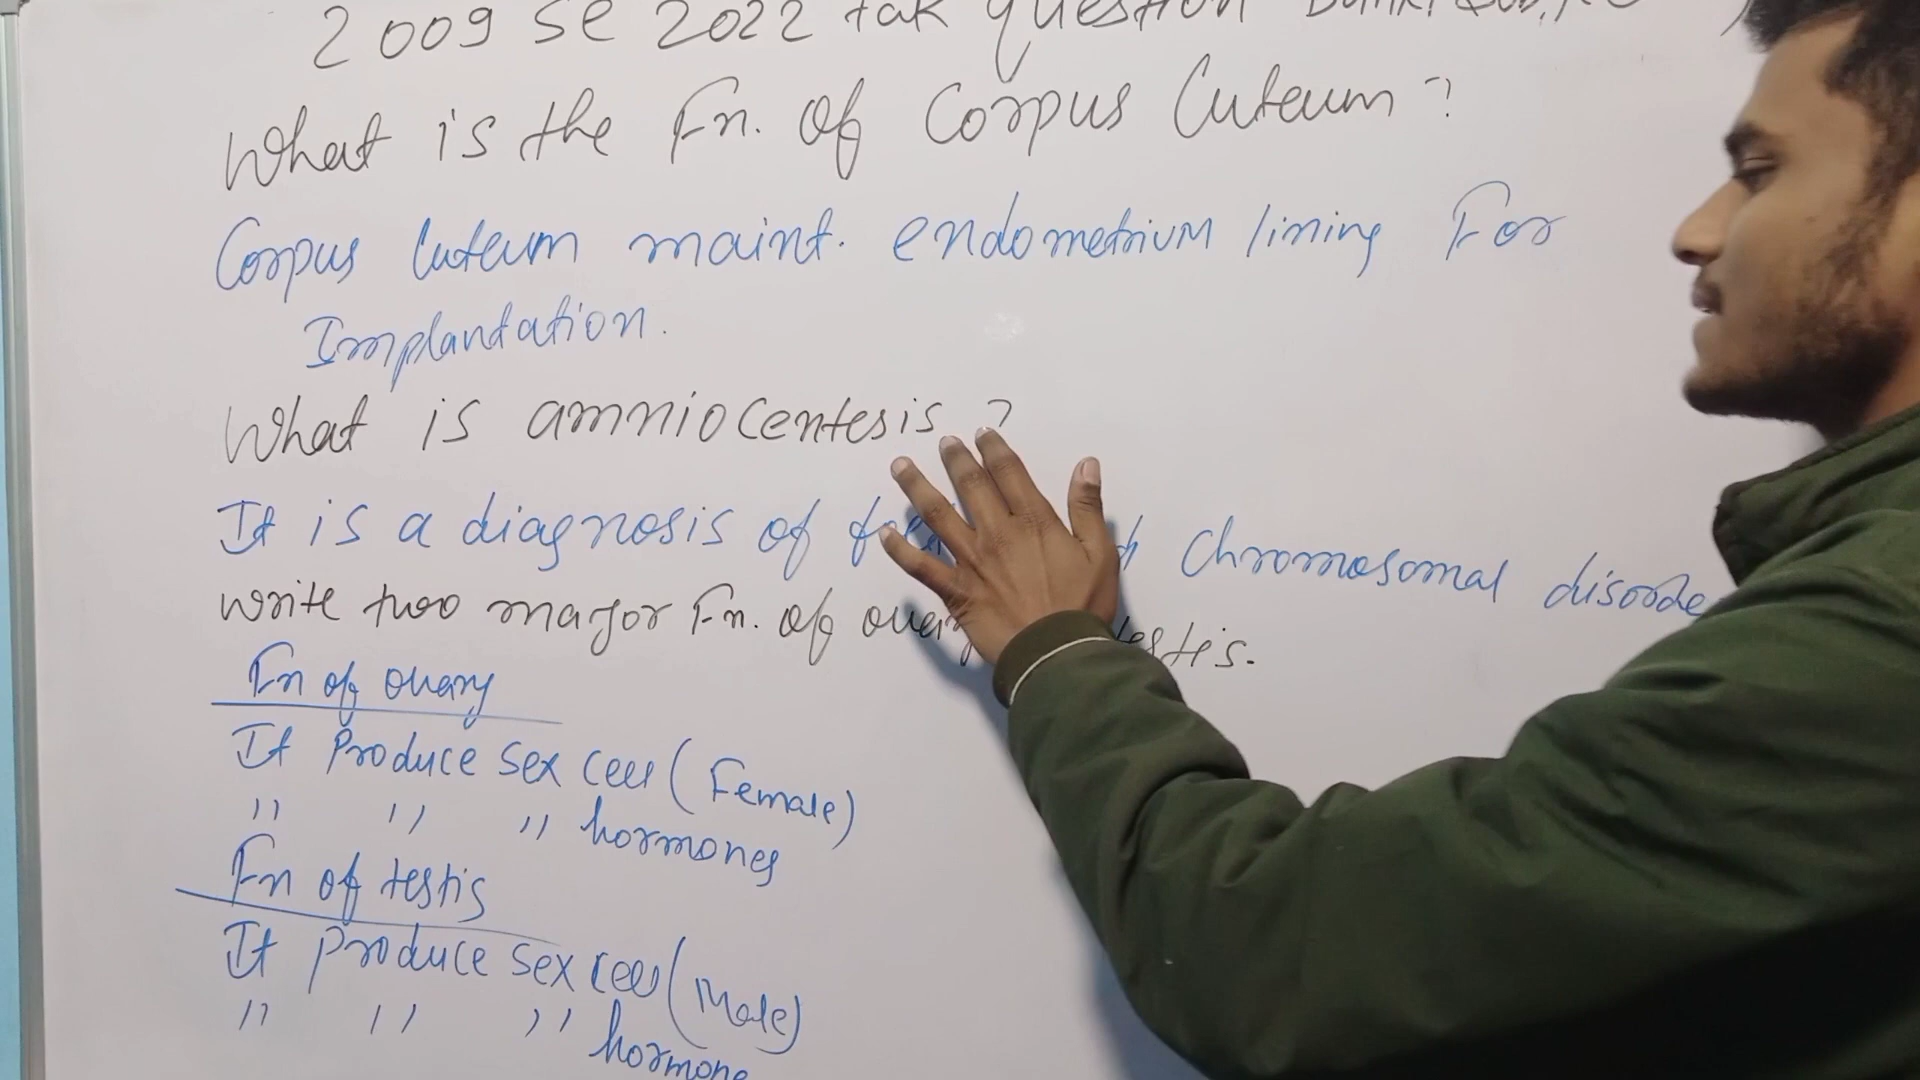 2009 se 2022 tak question Bank
What is the Fn. Of Corpus Luteum ?
Corpus luteum maint. endometrium lining For
Implantation.
What is amniocentesis ?
It is a diagnosis of Chromosomal disorde
write two major Fn. of testis.
Fn of ovary
It Produce sex cell (Female)
" " " hormones
Fn of testis
It produce sex cell (Male)
" " " hormone